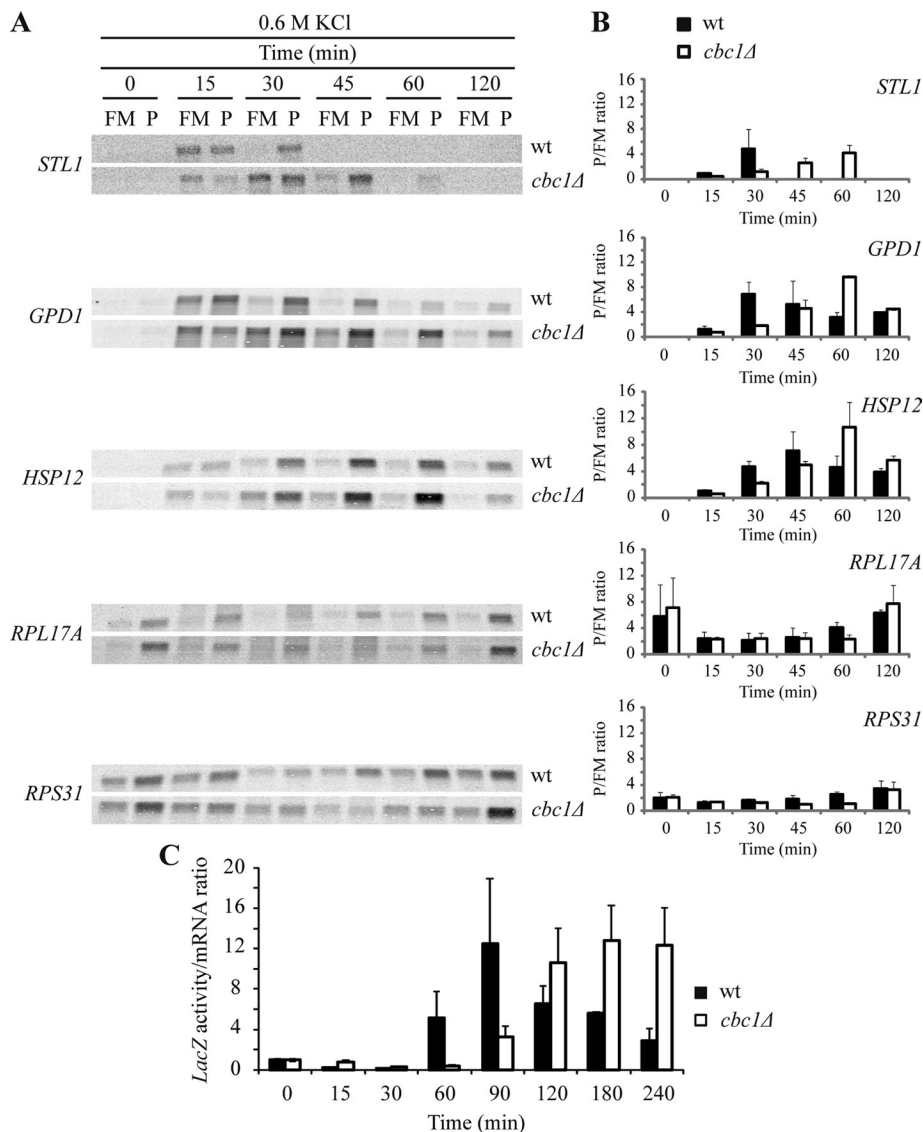 A
0.6 M KCl
Time (min)
0 15 30 45 60 120
FM P FM P FM P FM P FM P FM P
STL1
wt
cbc1Δ
GPD1
wt
cbc1Δ
HSP12
wt
cbc1Δ
RPL17A
wt
cbc1Δ
RPS31
wt
cbc1Δ
B
wt
cbc1Δ
STL1
P/FM ratio
16
12
8
4
0
0 15 30 45 60 120
Time (min)
GPD1
P/FM ratio
16
12
8
4
0
0 15 30 45 60 120
Time (min)
HSP12
P/FM ratio
16
12
8
4
0
0 15 30 45 60 120
Time (min)
RPL17A
P/FM ratio
16
12
8
4
0
0 15 30 45 60 120
Time (min)
RPS31
P/FM ratio
16
12
8
4
0
0 15 30 45 60 120
Time (min)
C
LacZ activity/mRNA ratio
20
16
12
8
4
0
0 15 30 60 90 120 180 240
Time (min)
wt
cbc1Δ